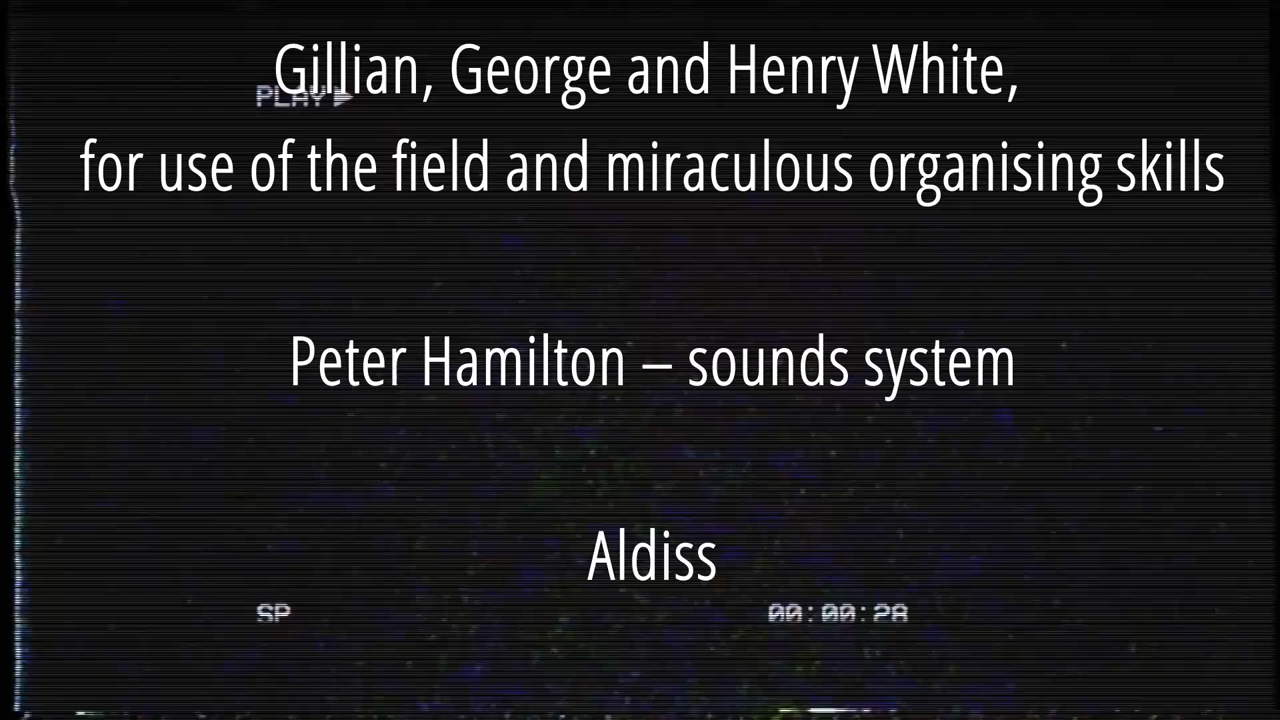 Gillian, George and Henry White,
PLAY
for use of the field and miraculous organising skills
Peter Hamilton – sounds system
Aldiss
SP
00:00:28